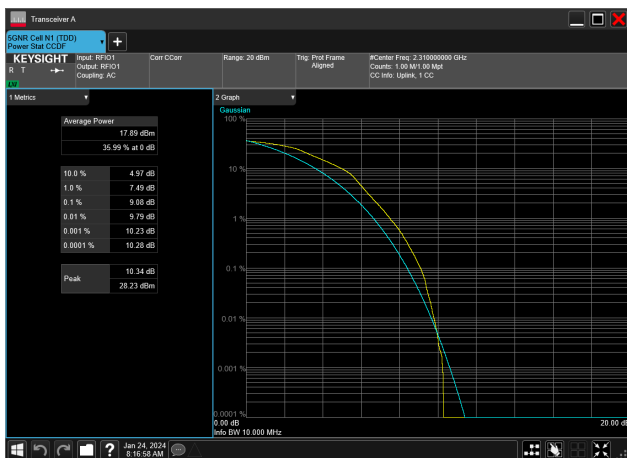 Transceiver A
5GNR Cell N1 (TDD)
Power Stat CCDF
KEYSIGHT
R T
LXI
Input: RFIO1
Output: RFIO1
Coupling: AC
Corr CCorr
Range: 20 dBm
Trig: Prot Frame
Aligned
#Center Freq: 2.310000000 GHz
Counts: 1.00 M/1.00 Mpt
CC Info: Uplink, 1 CC
1 Metrics
Average Power
17.89 dBm
35.99 % at 0 dB
10.0 % 4.97 dB
1.0 % 7.49 dB
0.1 % 9.08 dB
0.01 % 9.79 dB
0.001 % 10.23 dB
0.0001 % 10.28 dB
Peak
10.34 dB
28.23 dBm
2 Graph
Gaussian
100 %
10 %
1 %
0.1 %
0.01 %
0.001 %
0.0001 %
0.00 dB
20.00 dB
Info BW 10.000 MHz
Jan 24, 2024
8:16:58 AM